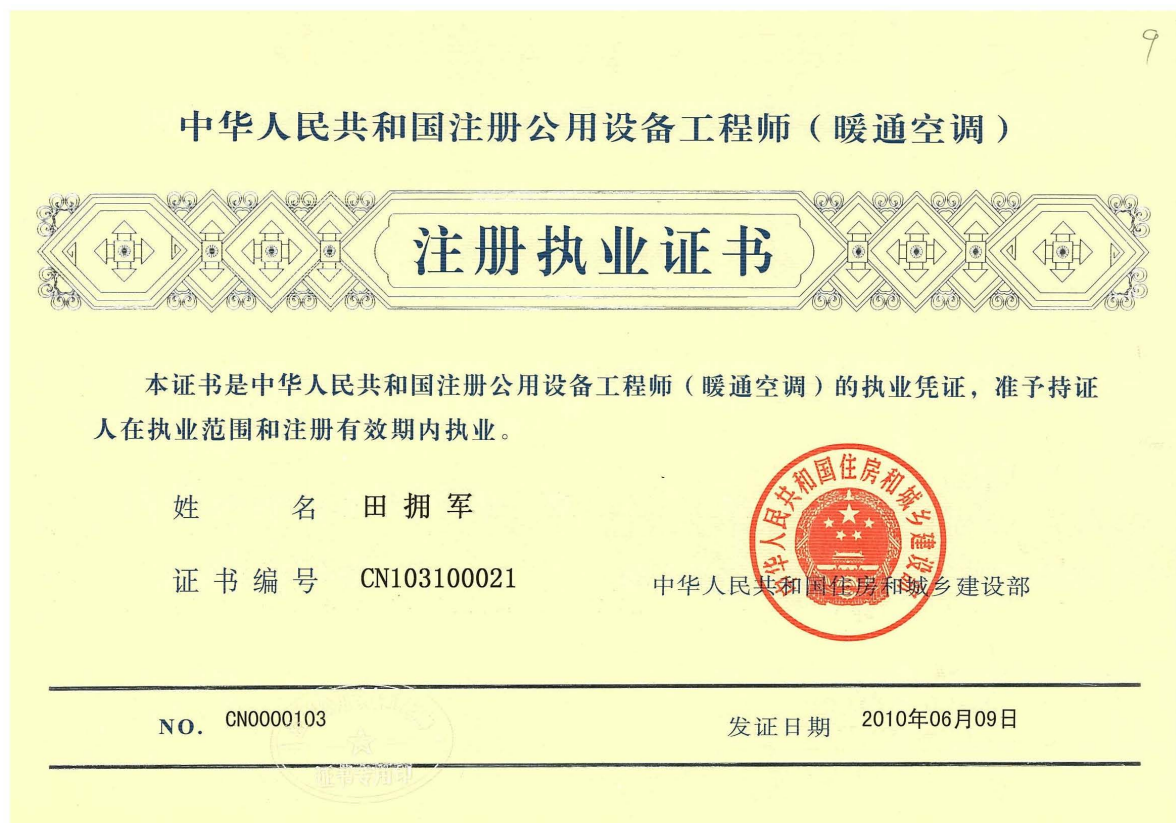 9
中华人民共和国注册公用设备工程师(暖通空调)
注册执业证书
本证书是中华人民共和国注册公用设备工程师(暖通空调)的执业凭证,准予持证
人在执业范围和注册有效期内执业。
姓 名 田拥军
中华人民共和国住房和城乡建设部
证书编号 CN103100021
中华人民共和国住房和城乡建设部
NO. CN0000103
发证日期 2010年06月09日
证书专用印